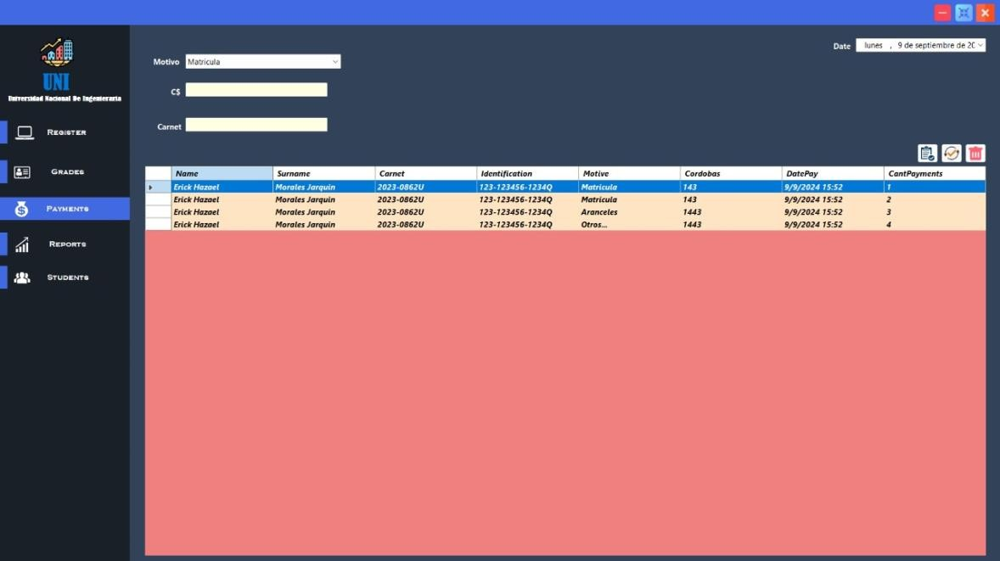 Date lunes , 9 de septiembre de 20
Motivo Matricula
C$
Carnet
UNI
Universidad Nacional De Ingenieraria
Register
Grades
Payments
Reports
Students
Name Surname Carnet Identification Motive Cordobas DatePay CantPayments
Erick Hazael Morales Jarquin 2023-0862U 123-123456-1234Q Matricula 143 9/9/2024 15:52 1
Erick Hazael Morales Jarquin 2023-0862U 123-123456-1234Q Matricula 143 9/9/2024 15:52 2
Erick Hazael Morales Jarquin 2023-0862U 123-123456-1234Q Aranceles 1443 9/9/2024 15:52 3
Erick Hazael Morales Jarquin 2023-0862U 123-123456-1234Q Otros... 1443 9/9/2024 15:52 4